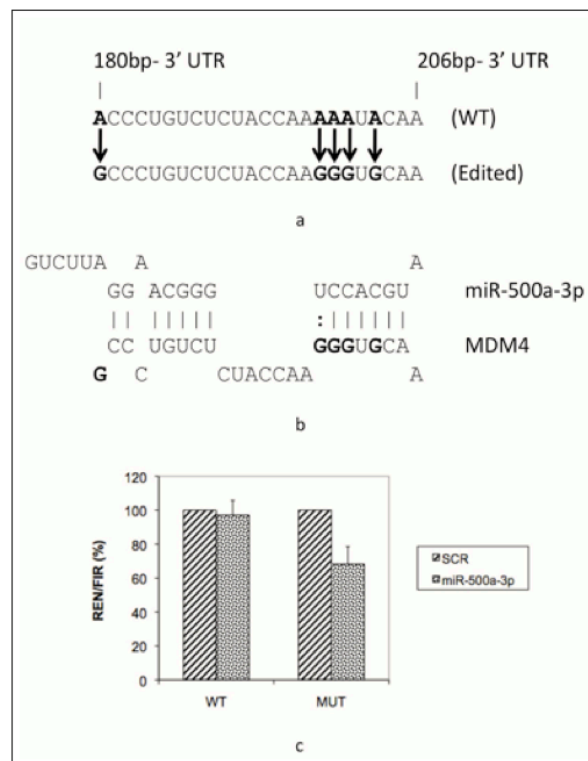 180bp- 3' UTR 206bp- 3' UTR
| |
ACCCUGUCUCUACCAAAAAUACAA (WT)
GCCCUGUCUCUACCAAGGGUGCAA (Edited)
a
GUCUUA A A
GG ACGGG UCCACGU miR-500a-3p
|| ||||| :||||||
CC UGUCU GGGUGCA MDM4
G C CUACCAA A
b
120
100
80
60
40
20
0
REN/FIR (%)
WT MUT
SCR
miR-500a-3p
c